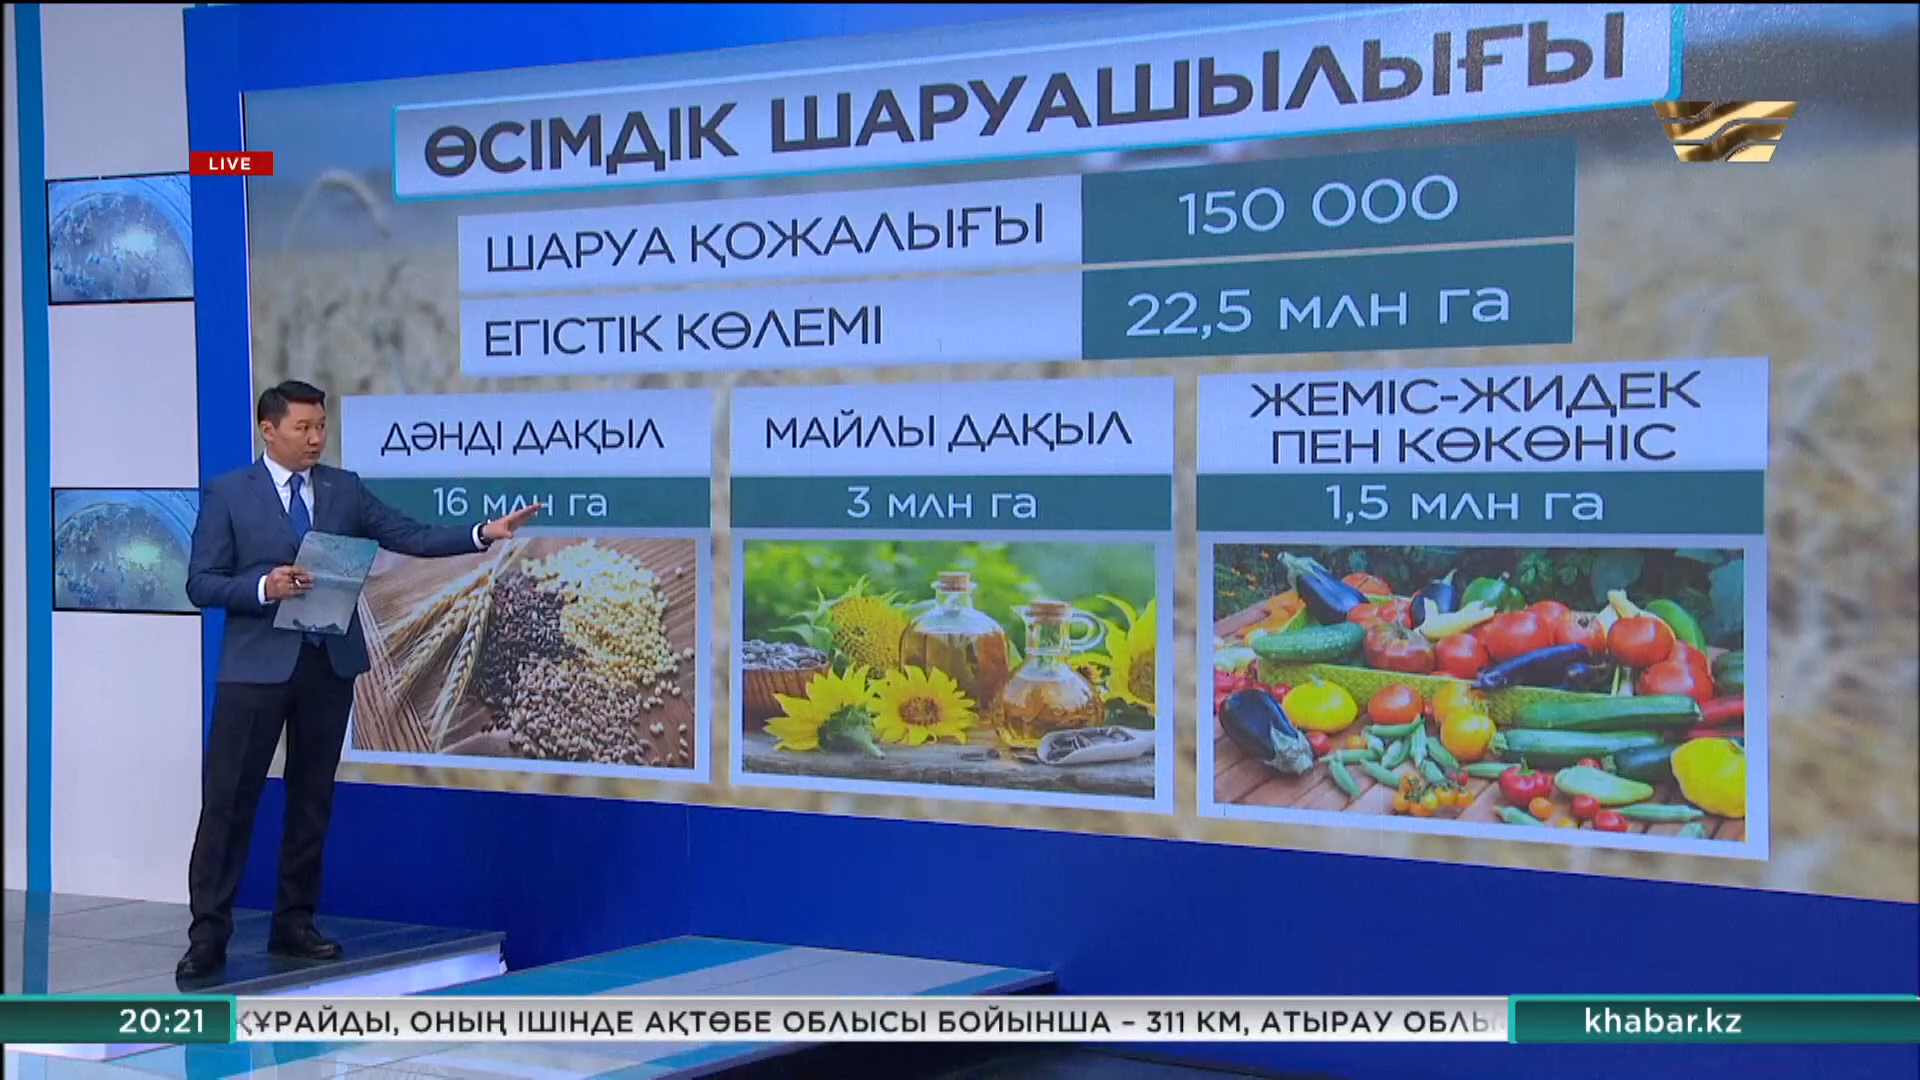 ӨСІМДІК ШАРУАШЫЛЫҒЫ
LIVE
ШАРУА ҚОЖАЛЫҒЫ 150 000
ЕГІСТІК КӨЛЕМІ 22,5 МЛН ГА
ДӘНДІ ДАҚЫЛ
16 МЛН ГА
МАЙЛЫ ДАҚЫЛ
3 МЛН ГА
ЖЕМІС-ЖИДЕК
ПЕН КӨКӨНІС
1,5 МЛН ГА
20:21 ҚҰРАЙДЫ, ОНЫҢ ІШІНДЕ АҚТӨБЕ ОБЛЫСЫ БОЙЫНША – 311 КМ, АТЫРАУ khabar.kz